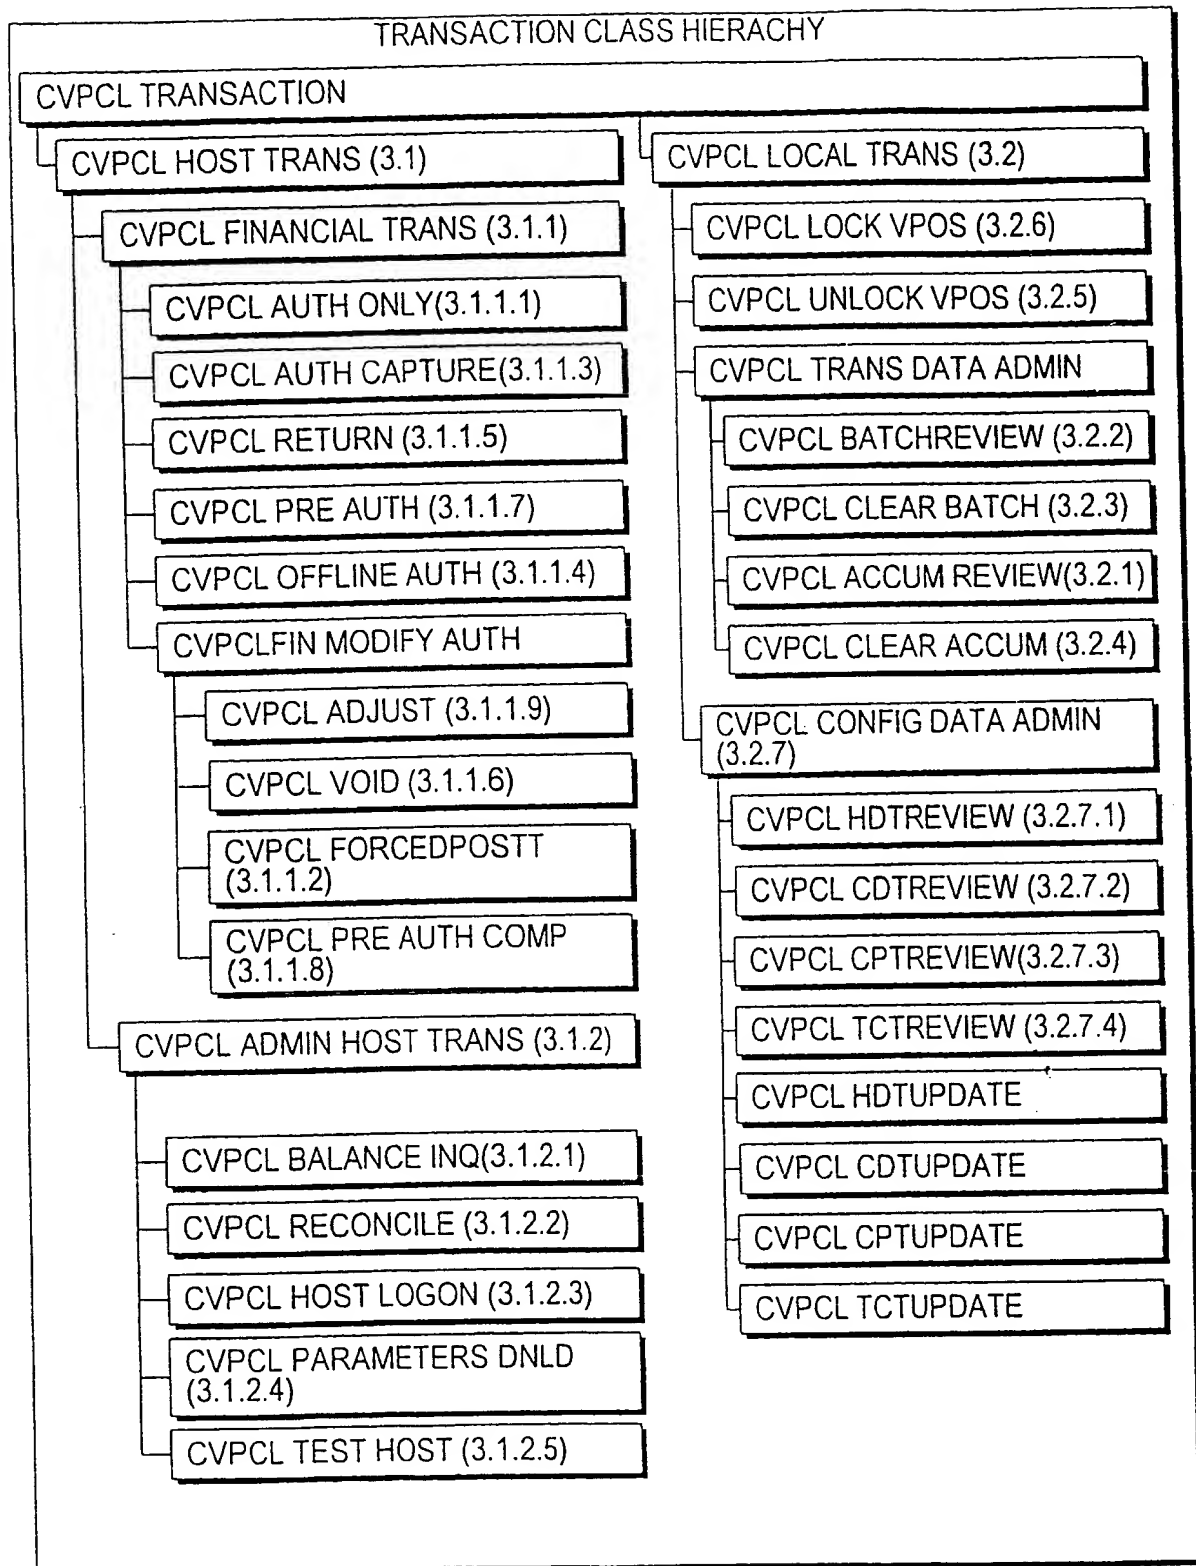 TRANSACTION CLASS HIERACHY
CVPCL TRANSACTION
CVPCL HOST TRANS (3.1)
CVPCL FINANCIAL TRANS (3.1.1)
CVPCL AUTH ONLY(3.1.1.1)
CVPCL AUTH CAPTURE(3.1.1.3)
CVPCL RETURN (3.1.1.5)
CVPCL PRE AUTH (3.1.1.7)
CVPCL OFFLINE AUTH (3.1.1.4)
CVPCLFIN MODIFY AUTH
CVPCL ADJUST (3.1.1.9)
CVPCL VOID (3.1.1.6)
CVPCL FORCEDPOSTT
(3.1.1.2)
CVPCL PRE AUTH COMP
(3.1.1.8)
CVPCL ADMIN HOST TRANS (3.1.2)
CVPCL BALANCE INQ(3.1.2.1)
CVPCL RECONCILE (3.1.2.2)
CVPCL HOST LOGON (3.1.2.3)
CVPCL PARAMETERS DNLD
(3.1.2.4)
CVPCL TEST HOST (3.1.2.5)
CVPCL LOCAL TRANS (3.2)
CVPCL LOCK VPOS (3.2.6)
CVPCL UNLOCK VPOS (3.2.5)
CVPCL TRANS DATA ADMIN
CVPCL BATCHREVIEW (3.2.2)
CVPCL CLEAR BATCH (3.2.3)
CVPCL ACCUM REVIEW(3.2.1)
CVPCL CLEAR ACCUM (3.2.4)
CVPCL CONFIG DATA ADMIN
(3.2.7)
CVPCL HDTREVIEW (3.2.7.1)
CVPCL CDTREVIEW (3.2.7.2)
CVPCL CPTREVIEW(3.2.7.3)
CVPCL TCTREVIEW (3.2.7.4)
CVPCL HDTUPDATE
CVPCL CDTUPDATE
CVPCL CPTUPDATE
CVPCL TCTUPDATE